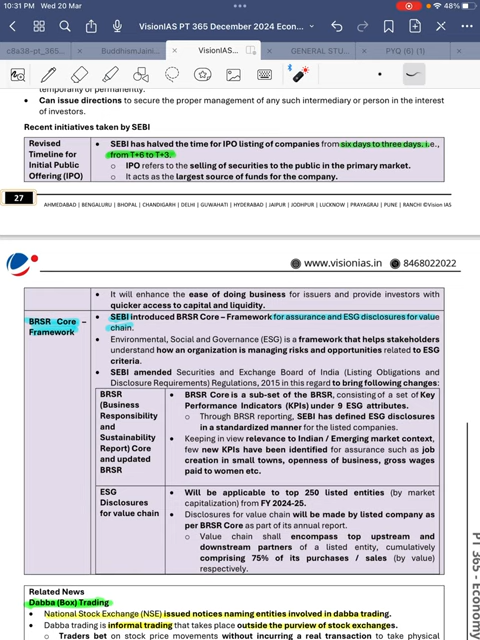 10:31 PM Wed 20 Mar
48%
VisionIAS PT 365 December 2024 Econ...
c8a38-pt_365...
BuddhismJaini...
VisionIAS...
GENERAL STU...
PYQ (6) (1)
temporarily or permanently.
• Can issue directions to secure the proper management of any such intermediary or person in the interest
of investors.
Recent initiatives taken by SEBI
Revised
Timeline for
Initial Public
Offering (IPO)
• SEBI has halved the time for IPO listing of companies from six days to three days. i.e.,
from T+6 to T+3.
o IPO refers to the selling of securities to the public in the primary market.
o It acts as the largest source of funds for the company.
27
AHMEDABAD | BENGALURU | BHOPAL | CHANDIGARH | DELHI | GUWAHATI | HYDERABAD | JAIPUR | JODHPUR | LUCKNOW | PRAYAGRAJ | PUNE | RANCHI ©Vision IAS
www.visionias.in
8468022022
• It will enhance the ease of doing business for issuers and provide investors with
quicker access to capital and liquidity.
BRSR Core –
Framework
• SEBI introduced BRSR Core – Framework for assurance and ESG disclosures for value
chain.
• Environmental, Social and Governance (ESG) is a framework that helps stakeholders
understand how an organization is managing risks and opportunities related to ESG
criteria.
• SEBI amended Securities and Exchange Board of India (Listing Obligations and
Disclosure Requirements) Regulations, 2015 in this regard to bring following changes:
BRSR
(Business
Responsibility
and
Sustainability
Report) Core
and updated
BRSR
• BRSR Core is a sub-set of the BRSR, consisting of a set of Key
Performance Indicators (KPIs) under 9 ESG attributes.
o Through BRSR reporting, SEBI has defined ESG disclosures
in a standardized manner for the listed companies.
• Keeping in view relevance to Indian / Emerging market context,
few new KPIs have been identified for assurance such as job
creation in small towns, openness of business, gross wages
paid to women etc.
ESG
Disclosures
for value chain
• Will be applicable to top 250 listed entities (by market
capitalization) from FY 2024-25.
• Disclosures for value chain will be made by listed company as
per BRSR Core as part of its annual report.
o Value chain shall encompass top upstream and
downstream partners of a listed entity, cumulatively
comprising 75% of its purchases / sales (by value)
respectively.
PT 365 - Economy
Related News
Dabba (Box) Trading
• National Stock Exchange (NSE) issued notices naming entities involved in dabba trading.
• Dabba trading is informal trading that takes place outside the purview of stock exchanges.
o Traders bet on stock price movements without incurring a real transaction to take physical